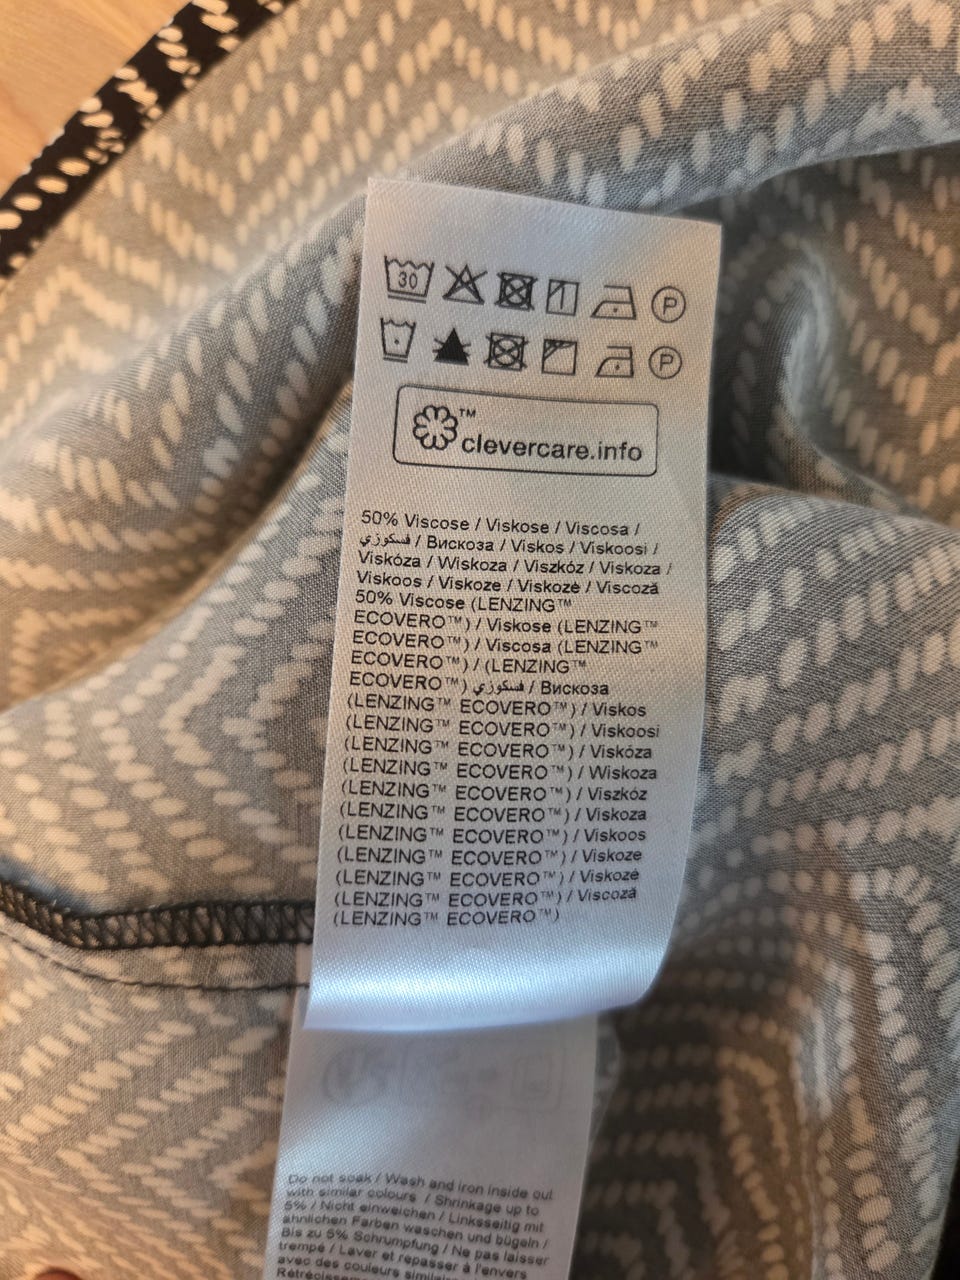 30 P
P
™
clevercare.info
50% Viscose / Viskose / Viscosa /
فسكوزي / Вискоза / Viskos / Viskoosi /
Viskóza / Wiskoza / Viszkóz / Viskoza /
Viskoos / Viskoze / Viskozė / Viscoză
50% Viscose (LENZING™
ECOVERO™) / Viskose (LENZING™
ECOVERO™) / Viscosa (LENZING™
ECOVERO™) / (LENZING™
ECOVERO™) فسكوزي / Вискоза
(LENZING™ ECOVERO™) / Viskos
(LENZING™ ECOVERO™) / Viskoosi
(LENZING™ ECOVERO™) / Viskóza
(LENZING™ ECOVERO™) / Wiskoza
(LENZING™ ECOVERO™) / Viszkóz
(LENZING™ ECOVERO™) / Viskoza
(LENZING™ ECOVERO™) / Viskoos
(LENZING™ ECOVERO™) / Viskoze
(LENZING™ ECOVERO™) / Viskozė
(LENZING™ ECOVERO™) / Viscoză
(LENZING™ ECOVERO™)
Do not soak / Wash and iron inside out
with similar colours / Shrinkage up to
5% / Nicht einweichen / Linksseitig mit
ähnlichen Farben waschen und bügeln /
Bis zu 5% Schrumpfung / Ne pas laisser
trempé / Laver et repasser à l'envers
avec des couleurs